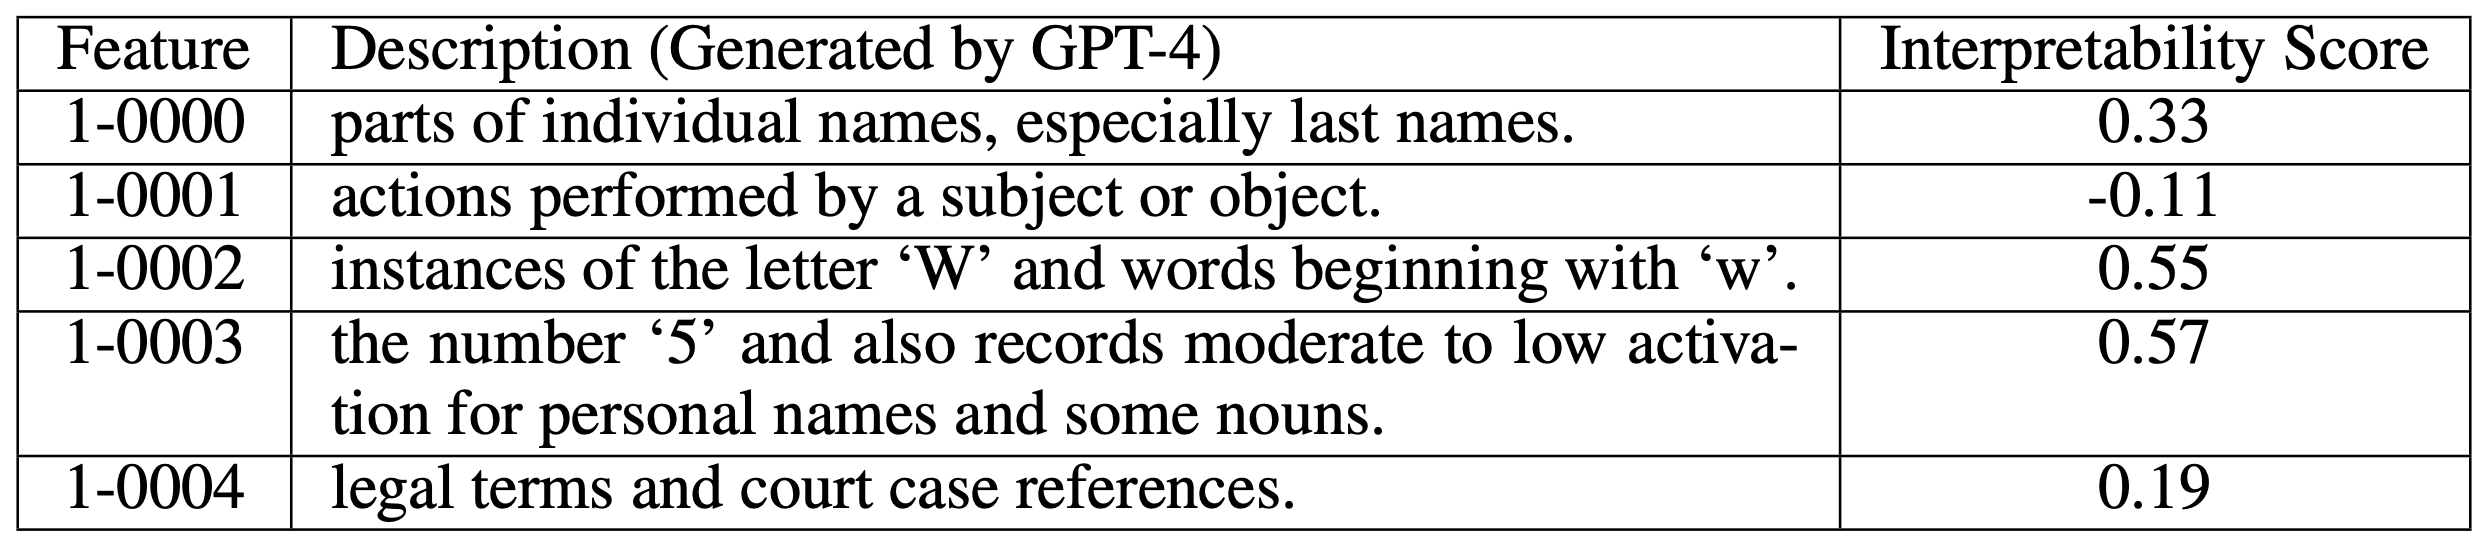 Feature Description (Generated by GPT-4) Interpretability Score
1-0000 parts of individual names, especially last names. 0.33
1-0001 actions performed by a subject or object. -0.11
1-0002 instances of the letter ‘W’ and words beginning with ‘w’. 0.55
1-0003 the number ‘5’ and also records moderate to low activa- 0.57
tion for personal names and some nouns.
1-0004 legal terms and court case references. 0.19